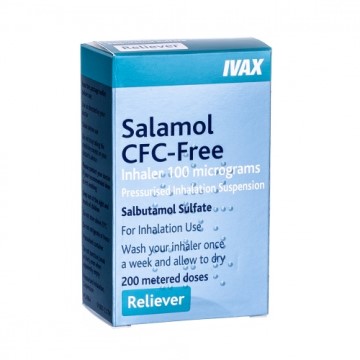 IVAX
Salamol
CFC-Free
Inhaler 100 micrograms
Pressurised Inhalation Suspension
Salbutamol Sulfate
For Inhalation Use
Wash your inhaler once
a week and allow to dry
200 metered doses
Reliever